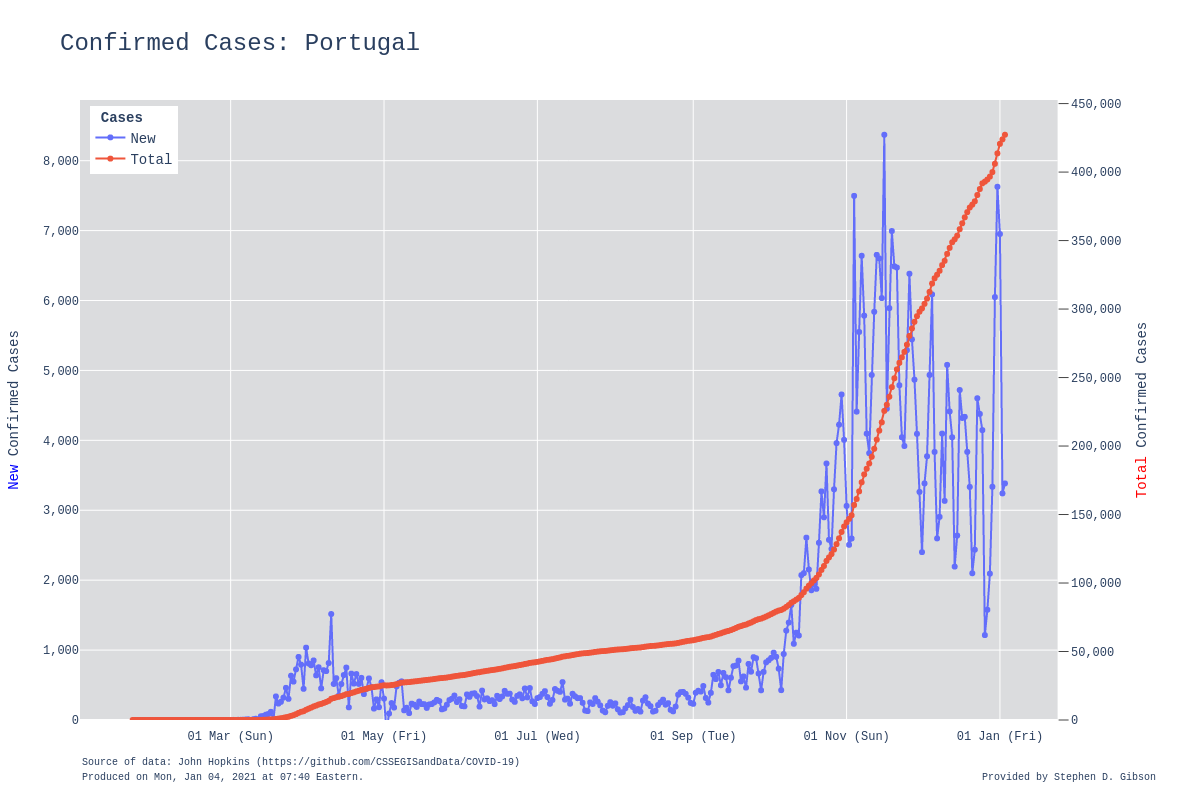 Confirmed Cases: Portugal
Cases
New
Total
8,000
7,000
6,000
5,000
4,000
3,000
2,000
1,000
0
New Confirmed Cases
450,000
400,000
350,000
300,000
250,000
200,000
150,000
100,000
50,000
0
Total Confirmed Cases
01 Mar (Sun) 01 May (Fri) 01 Jul (Wed) 01 Sep (Tue) 01 Nov (Sun) 01 Jan (Fri)
Source of data: John Hopkins (https://github.com/CSSEGISandData/COVID-19)
Produced on Mon, Jan 04, 2021 at 07:40 Eastern.
Provided by Stephen D. Gibson